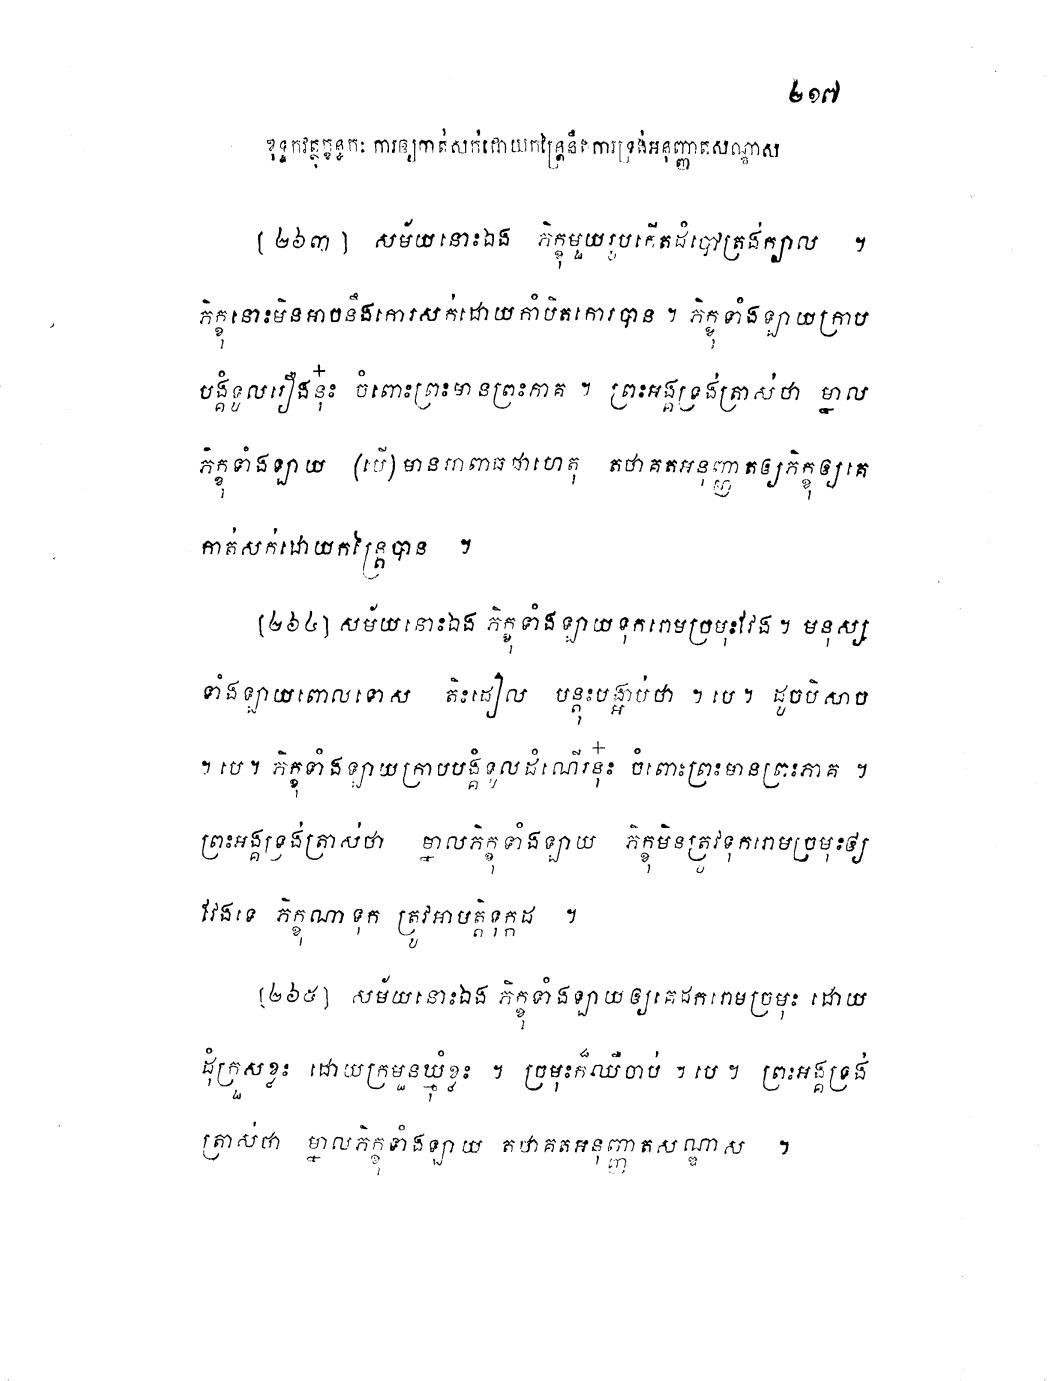 ២១៧
ខុទ្ទកវត្ថុក្ខន្ធកៈ ការឲ្យកាត់សក់ដោយកន្ត្រៃនឹងការទ្រង់អនុញ្ញាតសណ្ឌាស
[២៦៣] សម័យនោះឯង ភិក្ខុមួយរូបកើតដំបៅត្រង់ក្បាល ។
ភិក្ខុនោះមិនអាចនឹងកោរសក់ដោយកាំបិតកោរបាន ។ ភិក្ខុទាំងឡាយក្រាប
បង្គំទូលរឿងនុ៎ះ ចំពោះព្រះមានព្រះភាគ ។ ព្រះអង្គទ្រង់ត្រាស់ថា ម្នាល
ភិក្ខុទាំងឡាយ (បើ) មានអាពាធជាហេតុ តថាគតអនុញ្ញាតឲ្យភិក្ខុឲ្យគេ
កាត់សក់ដោយកន្ត្រៃបាន ។
[២៦៤] សម័យនោះឯង ភិក្ខុទាំងឡាយទុករោមច្រមុះវែង ។ មនុស្ស
ទាំងឡាយពោលទោស តិះដៀល បន្តុះបង្អាប់ថា ។ បេ ។ ដូចបិសាច
។ បេ ។ ភិក្ខុទាំងឡាយក្រាបបង្គំទូលដំណើរនុ៎ះ ចំពោះព្រះមានព្រះភាគ ។
ព្រះអង្គទ្រង់ត្រាស់ថា ម្នាលភិក្ខុទាំងឡាយ ភិក្ខុមិនត្រូវទុករោមច្រមុះឲ្យ
វែងទេ ភិក្ខុណាទុក ត្រូវអាបត្តិទុក្កដ ។
[២៦៥] សម័យនោះឯង ភិក្ខុទាំងឡាយឲ្យគេដករោមច្រមុះ ដោយ
ដុំក្រួសខ្លះ ដោយក្រមួនឃ្មុំខ្លះ ។ ច្រមុះក៏ឈឺចាប់ ។ បេ ។ ព្រះអង្គទ្រង់
ត្រាស់ថា ម្នាលភិក្ខុទាំងឡាយ តថាគតអនុញ្ញាតសណ្ឌាស ។